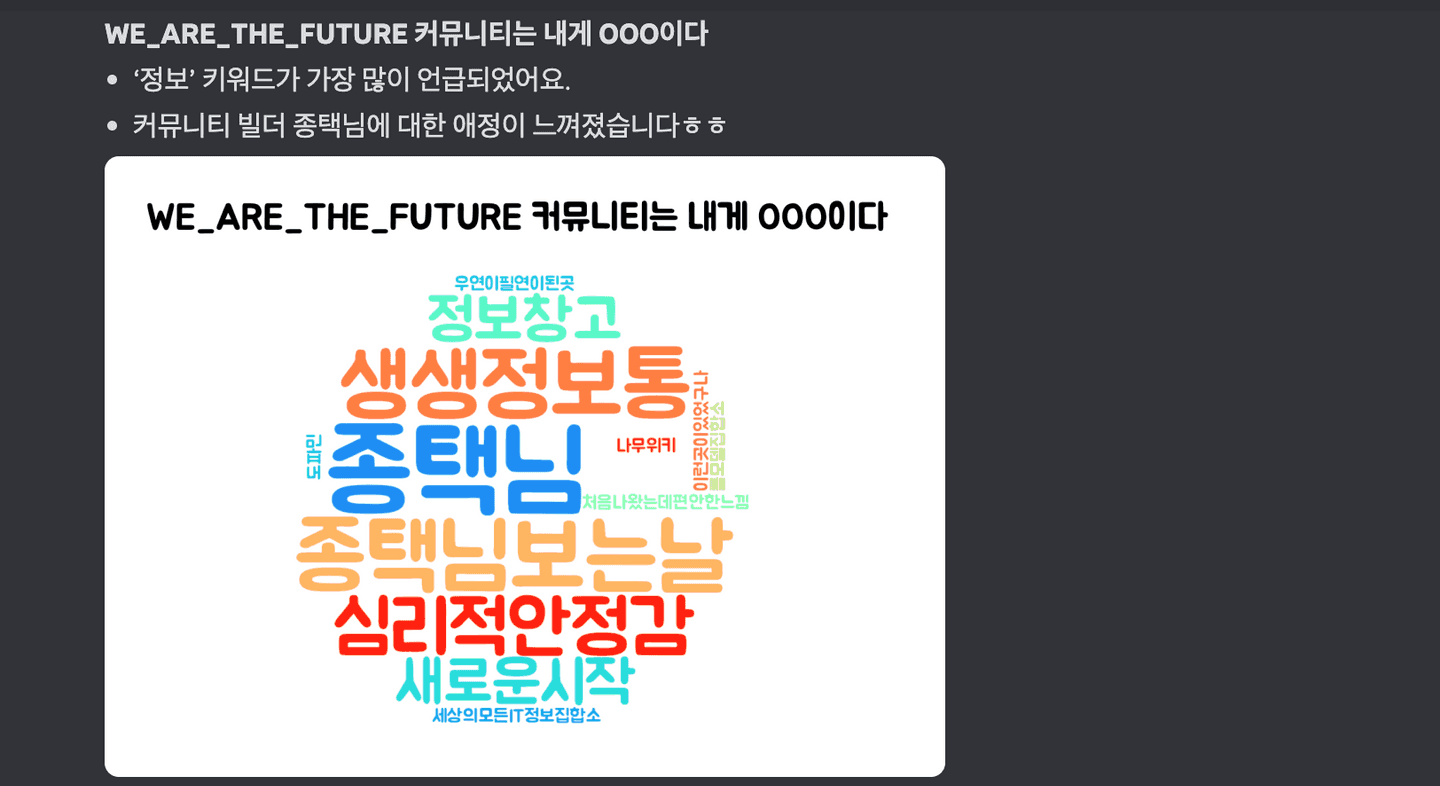 WE_ARE_THE_FUTURE 커뮤니티는 내게 OOO이다
• ‘정보’ 키워드가 가장 많이 언급되었어요.
• 커뮤니티 빌더 종택님에 대한 애정이 느껴졌습니다ㅎㅎ
WE_ARE_THE_FUTURE 커뮤니티는 내게 OOO이다
우연이필연이된곳
정보창고
생생정보통
이런곳이있었구나
종택님
나무위키
도파민
처음나왔는데편안한느낌
종택님보는날
심리적안정감
새로운시작
세상의모든IT정보집합소